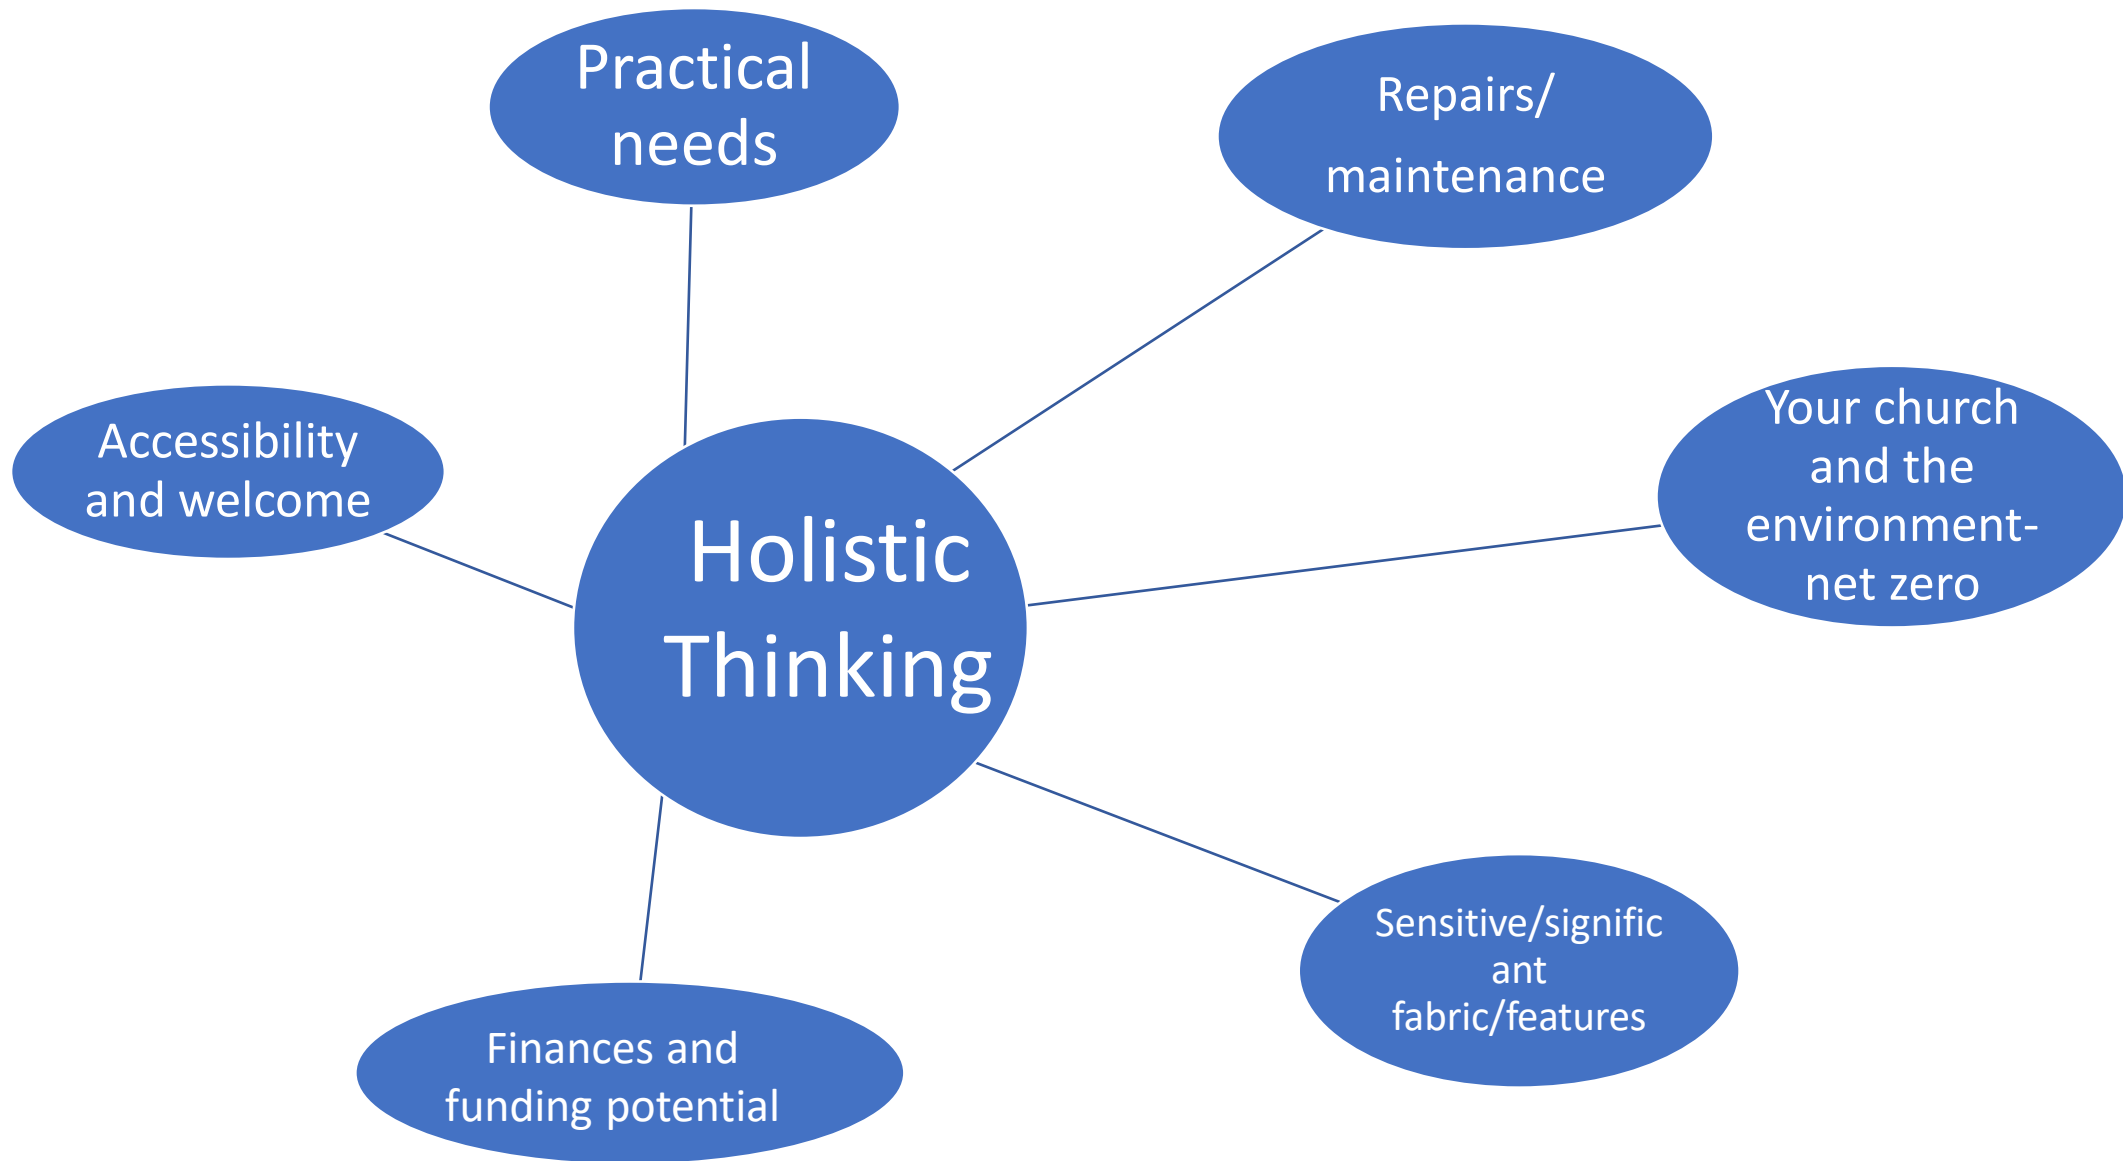 Practical
needs
Repairs/
maintenance
Accessibility
and welcome
Your church
and the
environment-
net zero
Holistic
Thinking
Sensitive/signific
ant
fabric/features
Finances and
funding potential